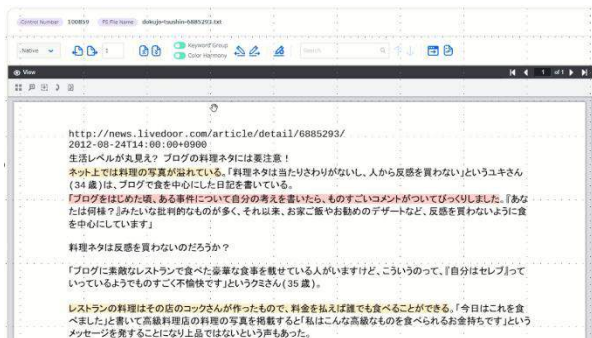 Control Number 100859 FS File Name dokujo-tsushin-6885293.txt
Native 1 Keyword Group Search
Color Harmony
View 1 of 1
http://news.livedoor.com/article/detail/6885293/
2012-08-24T14:00:00+0900
生活レベルが丸見え？ ブログの料理ネタには要注意！
ネット上では料理の写真が溢れている。「料理ネタは当たりさわりがないし、人から反感を買わない」というユキさん
(34歳)は、ブログで食を中心にした日記を書いている。
「ブログをはじめた頃、ある事件について自分の考えを書いたら、ものすごいコメントがついてびっくりしました。『あな
たは何様？』みたいな批判的なものが多く、それ以来、お家ご飯やお勧めのデザートなど、反感を買わないように食
を中心にしています」
料理ネタは反感を買わないのだろうか？
「ブログに素敵なレストランで食べた豪華な食事を載せている人がいますけど、こういうのって、『自分はセレブ』って
いっているようでものすごく不愉快です」というクミさん(35歳)。
レストランの料理はその店のコックさんが作ったもので、料金を払えば誰でも食べることができる。「今日はこれを食
べました」と書いて高級料理店の料理の写真を掲載すると「私はこんな高級なものを食べられるお金持ちです」という
メッセージを発することになり上品ではないという声もあった。